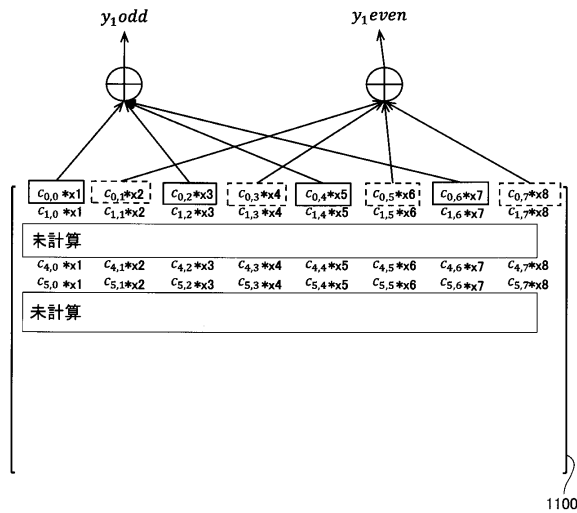 y₁odd y₁even
c₀,₀*x1 c₀,₁*x2 c₀,₂*x3 c₀,₃*x4 c₀,₄*x5 c₀,₅*x6 c₀,₆*x7 c₀,₇*x8
c₁,₀*x1 c₁,₁*x2 c₁,₂*x3 c₁,₃*x4 c₁,₄*x5 c₁,₅*x6 c₁,₆*x7 c₁,₇*x8
未計算
c₄,₀*x1 c₄,₁*x2 c₄,₂*x3 c₄,₃*x4 c₄,₄*x5 c₄,₅*x6 c₄,₆*x7 c₄,₇*x8
c₅,₀*x1 c₅,₁*x2 c₅,₂*x3 c₅,₃*x4 c₅,₄*x5 c₅,₅*x6 c₅,₆*x7 c₅,₇*x8
未計算
1100